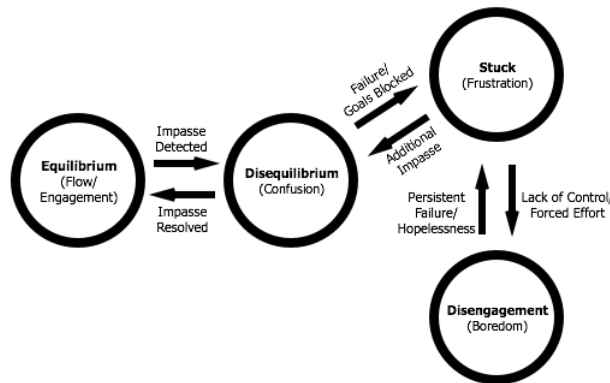 Equilibrium
(Flow/
Engagement)
Impasse
Detected
Impasse
Resolved
Disequilibrium
(Confusion)
Failure/
Goals Blocked
Additional
Impasse
Stuck
(Frustration)
Persistent
Failure/
Hopelessness
Lack of Control/
Forced Effort
Disengagement
(Boredom)